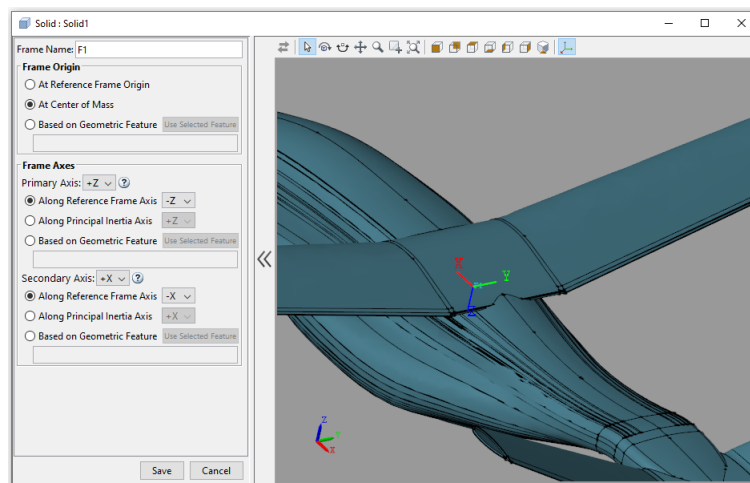 Solid : Solid1
Frame Name: F1
Frame Origin
At Reference Frame Origin
At Center of Mass
Based on Geometric Feature Use Selected Feature
Frame Axes
Primary Axis: +Z
Along Reference Frame Axis -Z
Along Principal Inertia Axis +Z
Based on Geometric Feature Use Selected Feature
Secondary Axis: +X
Along Reference Frame Axis -X
Along Principal Inertia Axis +X
Based on Geometric Feature Use Selected Feature
Save Cancel
X
Y
Z
Z
Y
X